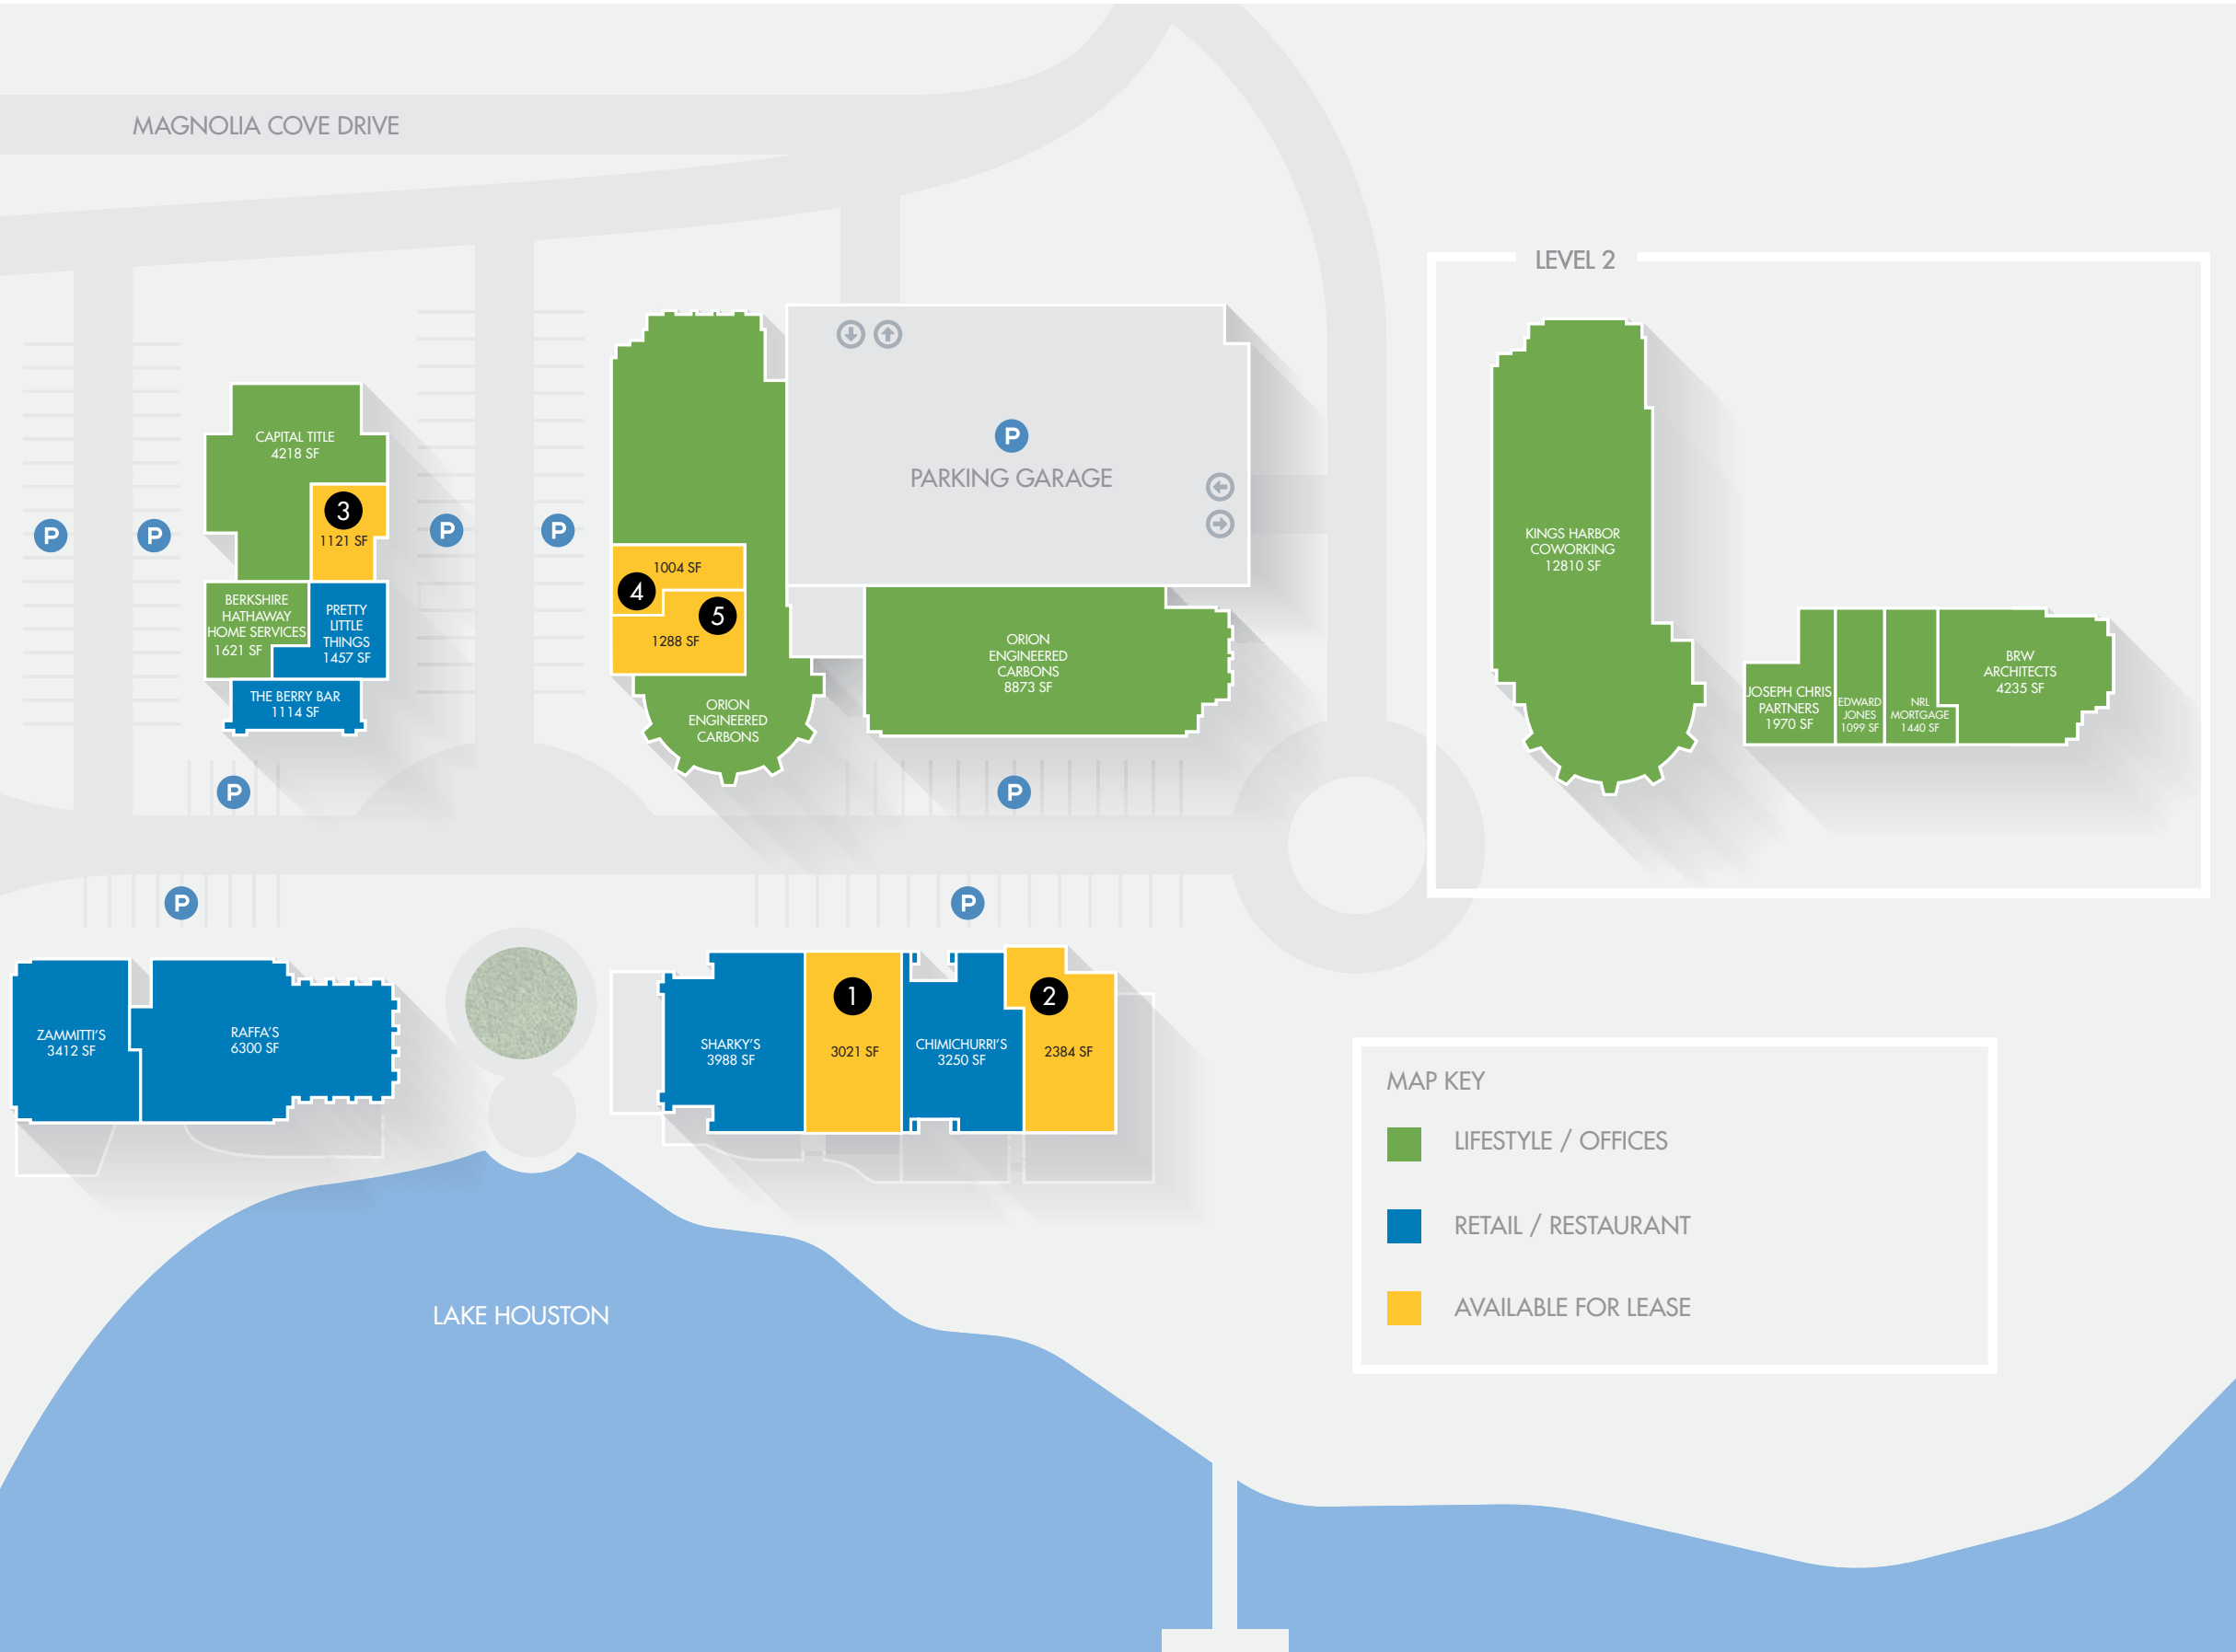 MAGNOLIA COVE DRIVE
LEVEL 2
CAPITAL TITLE
4218 SF
3
1121 SF
P
P
P
P
BERKSHIRE
HATHAWAY
HOME SERVICES
1621 SF
PRETTY
LITTLE
THINGS
1457 SF
THE BERRY BAR
1114 SF
P
PARKING GARAGE
1004 SF
4
5
1288 SF
ORION
ENGINEERED
CARBONS
ORION
ENGINEERED
CARBONS
8873 SF
KINGS HARBOR
COWORKING
12810 SF
JOSEPH CHRIS
PARTNERS
1970 SF
EDWARD
JONES
1099 SF
NRL
MORTGAGE
1440 SF
BRW
ARCHITECTS
4235 SF
P
P
P
P
ZAMMITTI'S
3412 SF
RAFFA'S
6300 SF
SHARKY'S
3988 SF
1
3021 SF
CHIMICHURRI'S
3250 SF
2
2384 SF
MAP KEY
LIFESTYLE / OFFICES
RETAIL / RESTAURANT
AVAILABLE FOR LEASE
LAKE HOUSTON